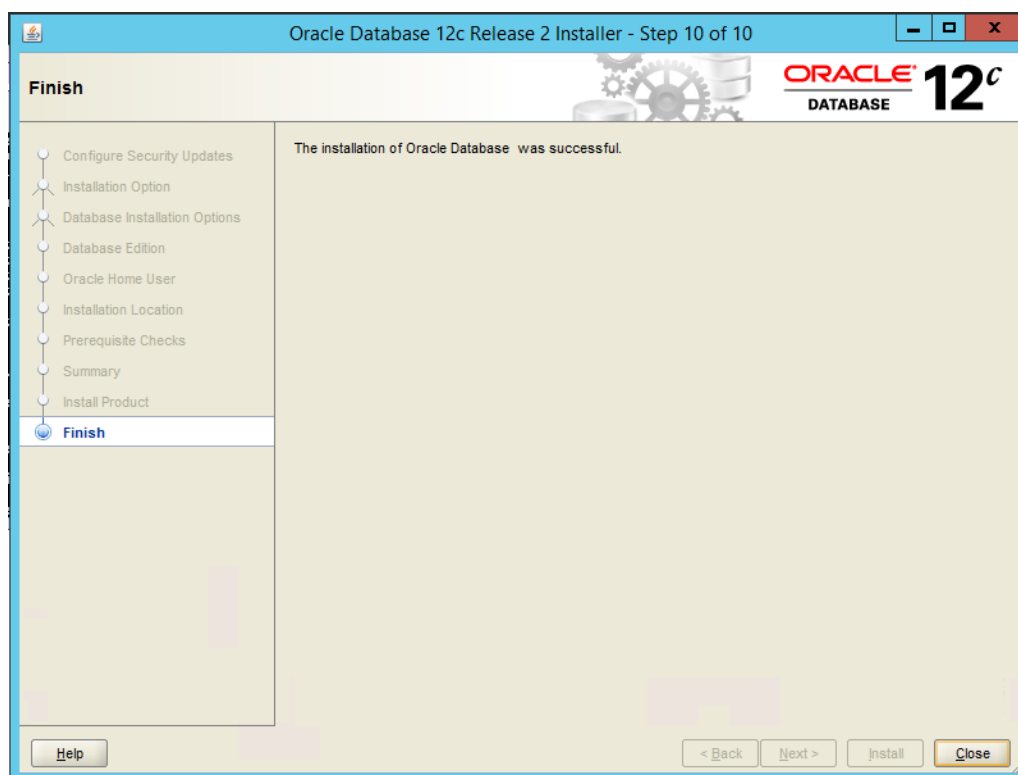 Oracle Database 12c Release 2 Installer - Step 10 of 10
Finish
ORACLE
DATABASE
12c
Configure Security Updates
Installation Option
Database Installation Options
Database Edition
Oracle Home User
Installation Location
Prerequisite Checks
Summary
Install Product
Finish
The installation of Oracle Database was successful.
Help
< Back
Next >
Install
Close